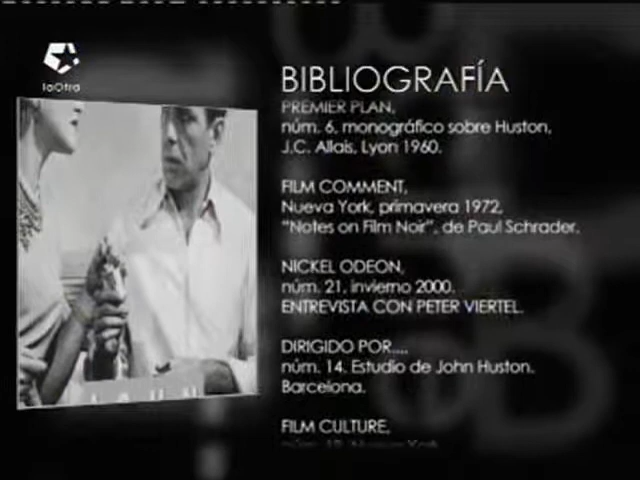 laOtra
BIBLIOGRAFÍA
PREMIER PLAN,
núm. 6, monográfico sobre Huston,
J.C. Allais, Lyon 1960.
FILM COMMENT,
Nueva York, primavera 1972,
“Notes on Film Noir”, de Paul Schrader.
NICKEL ODEON,
núm. 21, invierno 2000.
ENTREVISTA CON PETER VIERTEL.
DIRIGIDO POR....
núm. 14. Estudio de John Huston.
Barcelona.
FILM CULTURE,